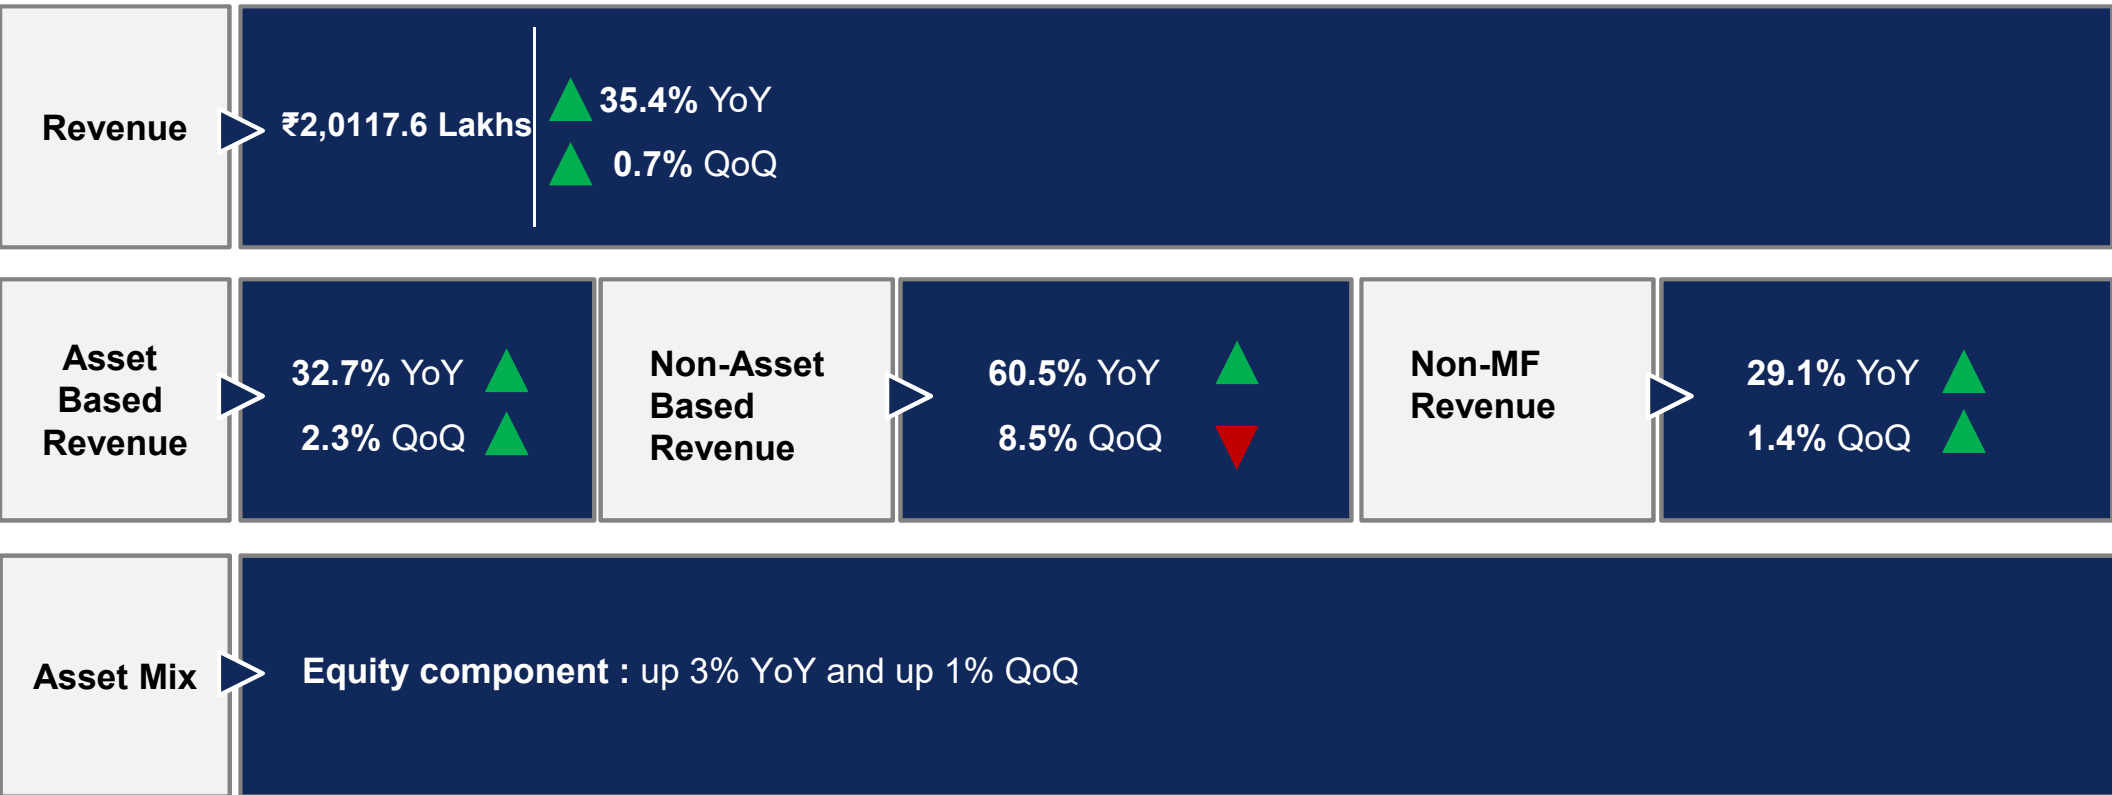 Revenue
₹2,0117.6 Lakhs
35.4% YoY
0.7% QoQ
Asset
Based
Revenue
32.7% YoY
2.3% QoQ
Non-Asset
Based
Revenue
60.5% YoY
8.5% QoQ
Non-MF
Revenue
29.1% YoY
1.4% QoQ
Asset Mix
Equity component : up 3% YoY and up 1% QoQ